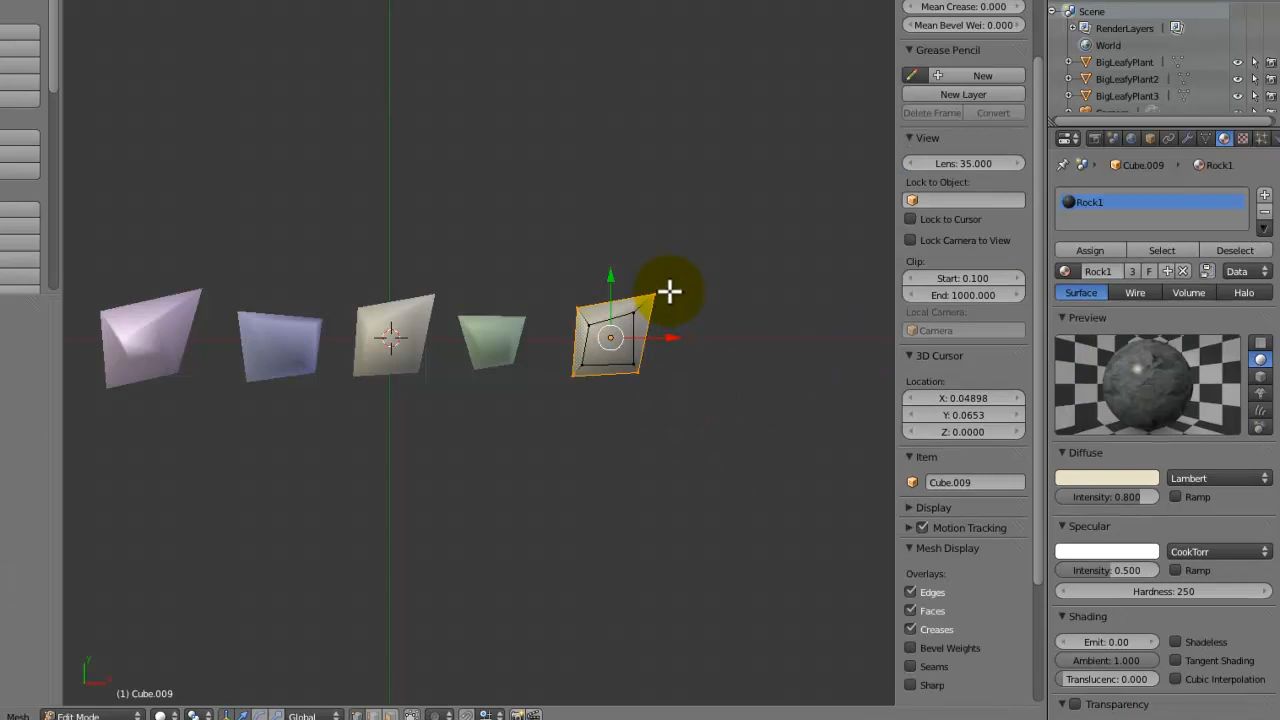 Mean Crease: 0.000
Mean Bevel Wei: 0.000
Grease Pencil
New
New Layer
Delete Frame
Convert
View
Lens: 35.000
Lock to Object:
Lock to Cursor
Lock Camera to View
Clip:
Start: 0.100
End: 1000.000
Local Camera:
Camera
3D Cursor
Location:
X: 0.04898
Y: 0.0653
Z: 0.0000
Item
Cube.009
Display
Motion Tracking
Mesh Display
Overlays:
Edges
Faces
Creases
Bevel Weights
Seams
Sharp
Scene
RenderLayers
World
BigLeafyPlant
BigLeafyPlant2
BigLeafyPlant3
Cube.009
Rock1
Rock1
Assign
Select
Deselect
Rock1
3
F
Data
Surface
Wire
Volume
Halo
Preview
Diffuse
Lambert
Intensity: 0.800
Ramp
Specular
CookTorr
Intensity: 0.500
Ramp
Hardness: 250
Shading
Emit: 0.00
Shadeless
Ambient: 1.000
Tangent Shading
Translucenc: 0.000
Cubic Interpolation
Transparency
y
x
(1) Cube.009
Mesh
Edit Mode
Global